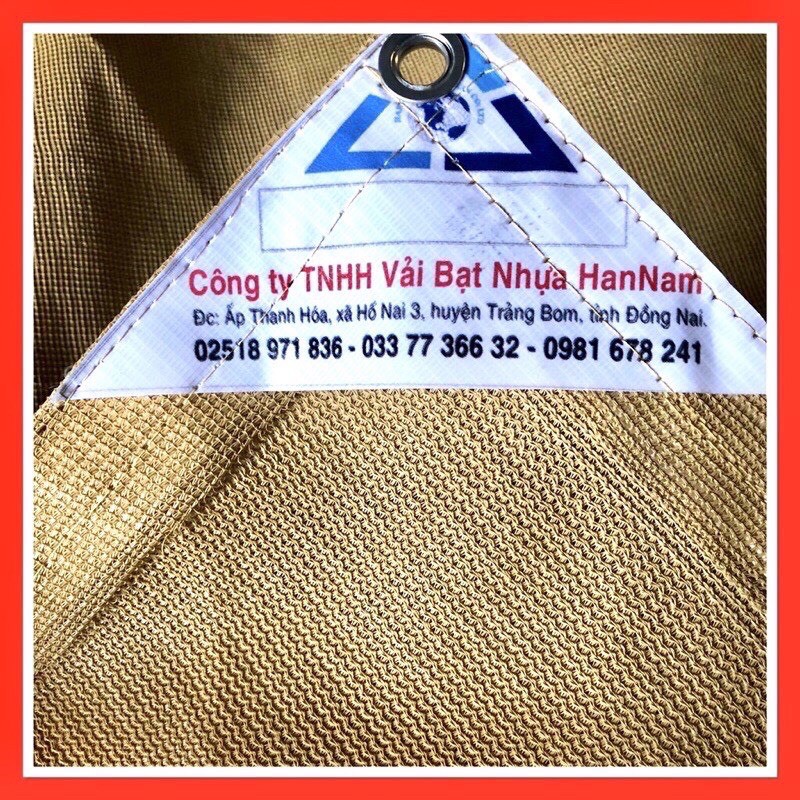 Công ty TNHH Vải Bạt Nhựa HanNam
Đc: Ấp Thanh Hóa, xã Hố Nai 3, huyện Trảng Bom, tỉnh Đồng Nai.
02518 971 836 - 033 77 366 32 - 0981 678 241